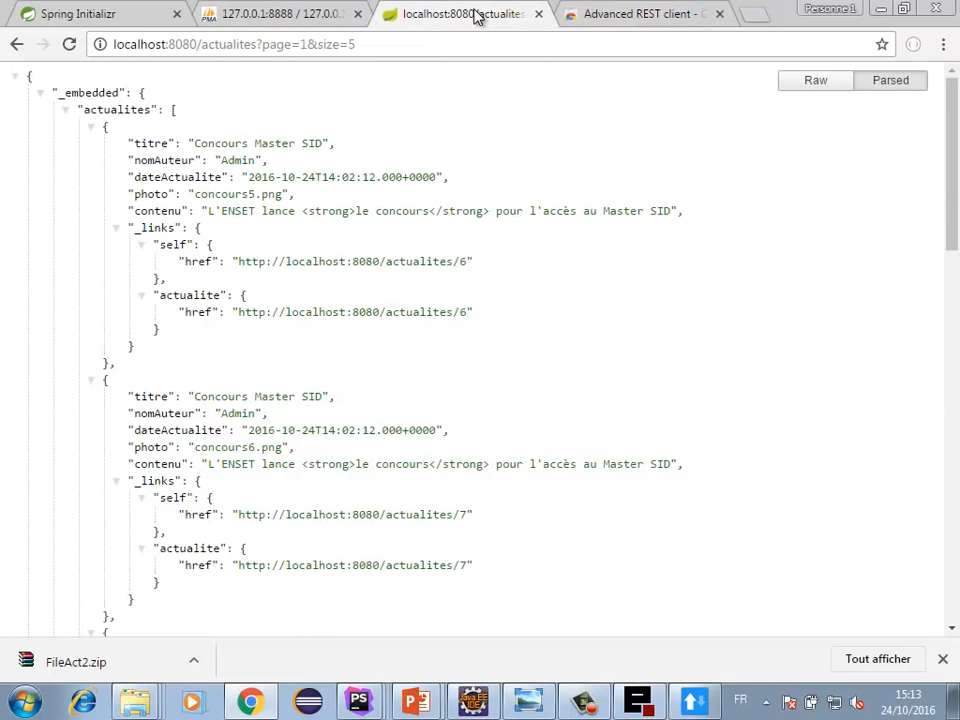 Spring Initializr
127.0.0.1:8888 / 127.0.0.
localhost:8080/actualites
Advanced REST client - C
Personne 1
localhost:8080/actualites?page=1&size=5
Raw
Parsed
{
"_embedded": {
"actualites": [
{
"titre": "Concours Master SID",
"nomAuteur": "Admin",
"dateActualite": "2016-10-24T14:02:12.000+0000",
"photo": "concours5.png",
"contenu": "L'ENSET lance <strong>le concours</strong> pour l'accès au Master SID",
"_links": {
"self": {
"href": "http://localhost:8080/actualites/6"
},
"actualite": {
"href": "http://localhost:8080/actualites/6"
}
}
},
{
"titre": "Concours Master SID",
"nomAuteur": "Admin",
"dateActualite": "2016-10-24T14:02:12.000+0000",
"photo": "concours6.png",
"contenu": "L'ENSET lance <strong>le concours</strong> pour l'accès au Master SID",
"_links": {
"self": {
"href": "http://localhost:8080/actualites/7"
},
"actualite": {
"href": "http://localhost:8080/actualites/7"
}
}
},
{
FileAct2.zip
Tout afficher
PMA
PS
Java EE
IDE
FR
15:13
24/10/2016